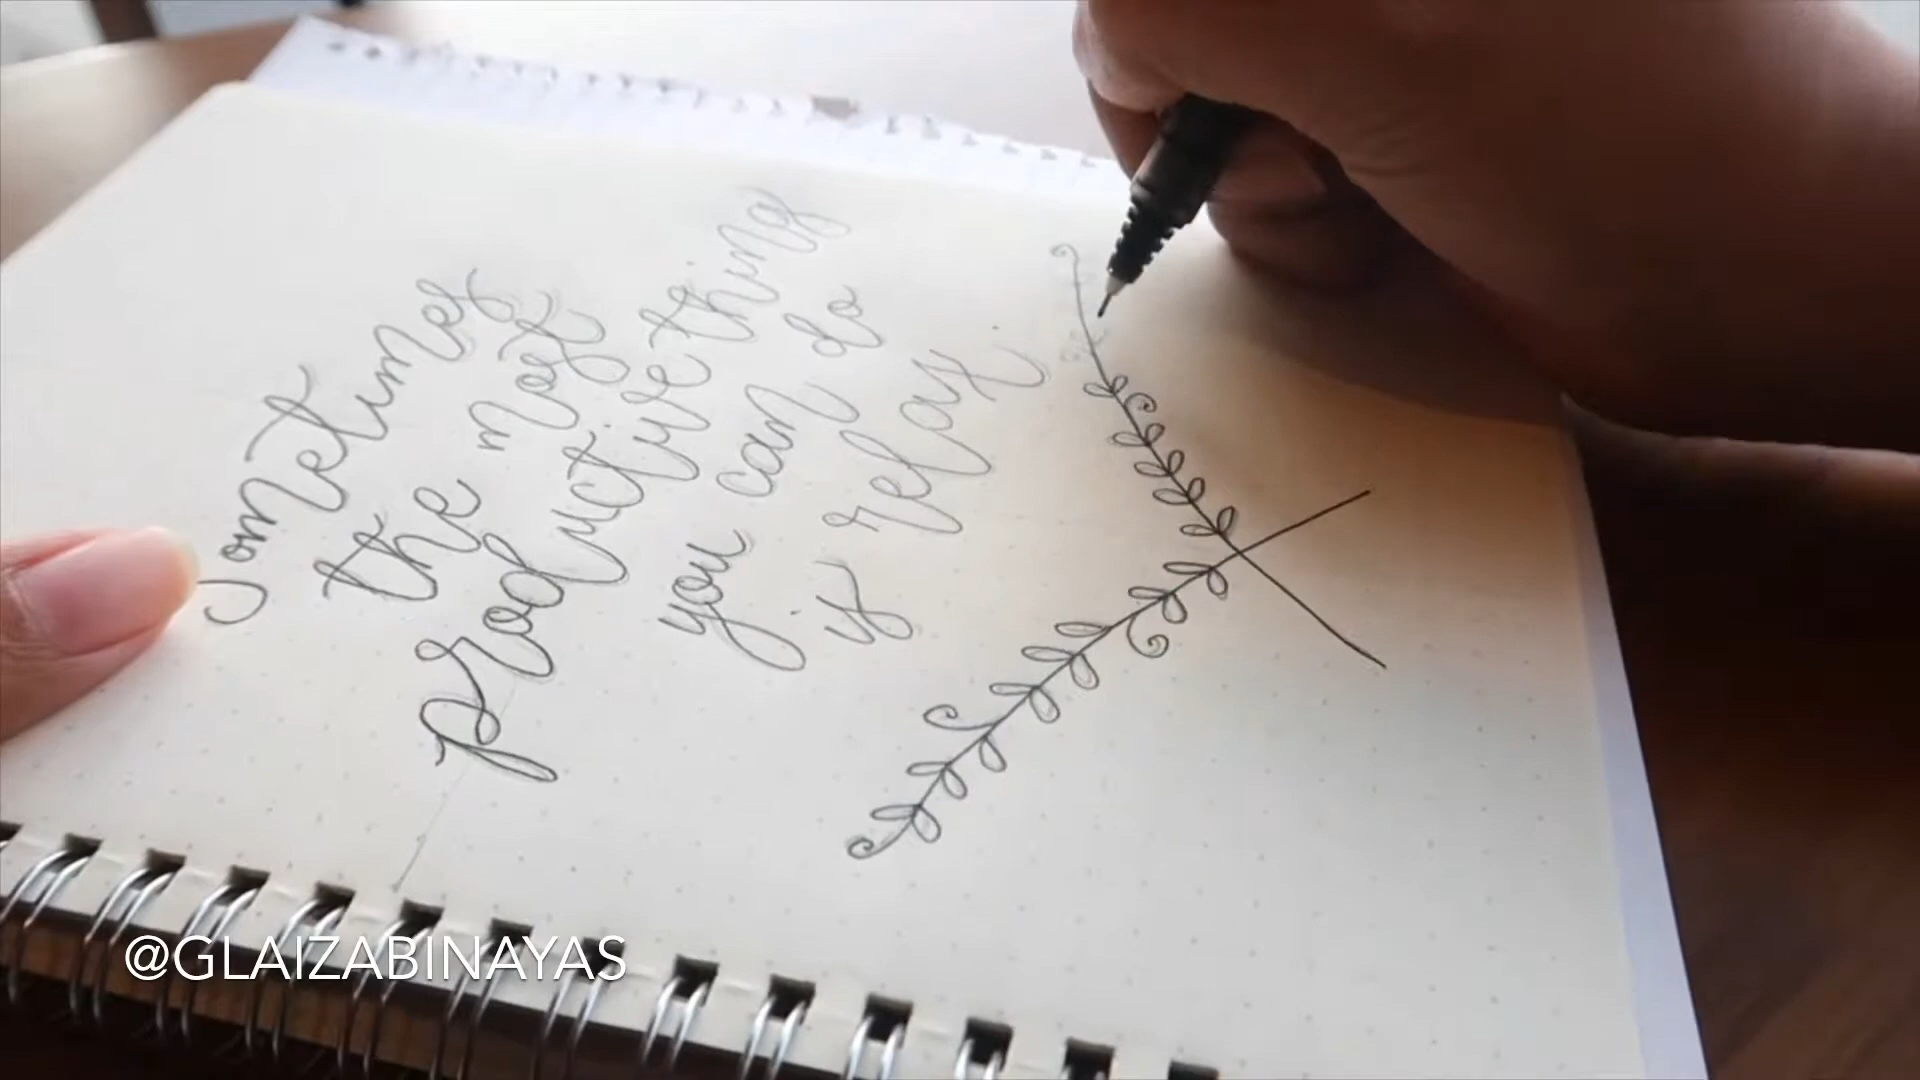 Sometimes
the most
productive thing
you can do
is relax
@GLAIZABINAYAS